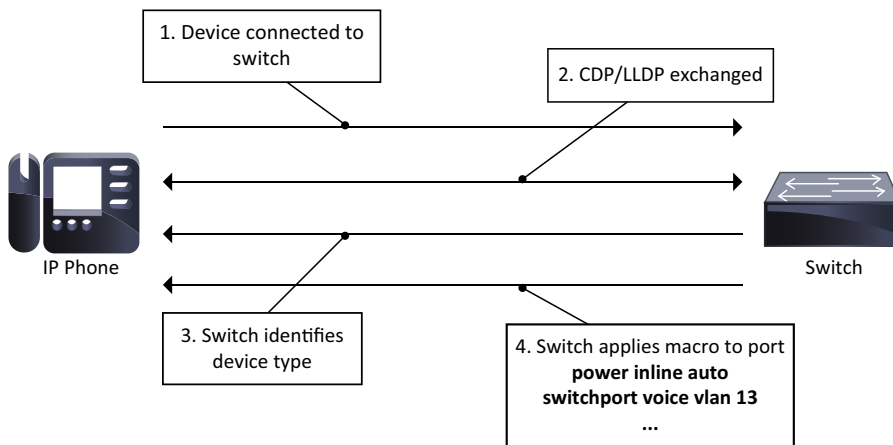 1. Device connected to
switch
2. CDP/LLDP exchanged
IP Phone
Switch
3. Switch identifies
device type
4. Switch applies macro to port
power inline auto
switchport voice vlan 13
...